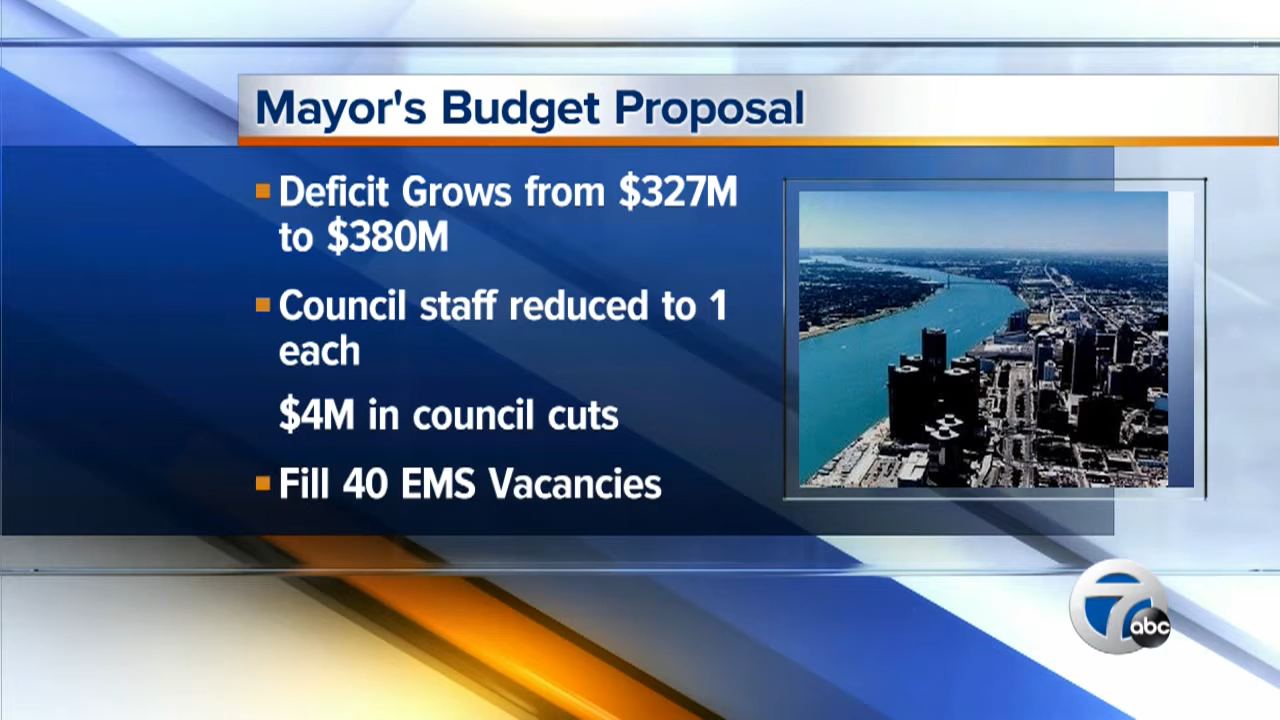 Mayor's Budget Proposal
Deficit Grows from $327M
to $380M
Council staff reduced to 1
each
$4M in council cuts
Fill 40 EMS Vacancies
7
abc